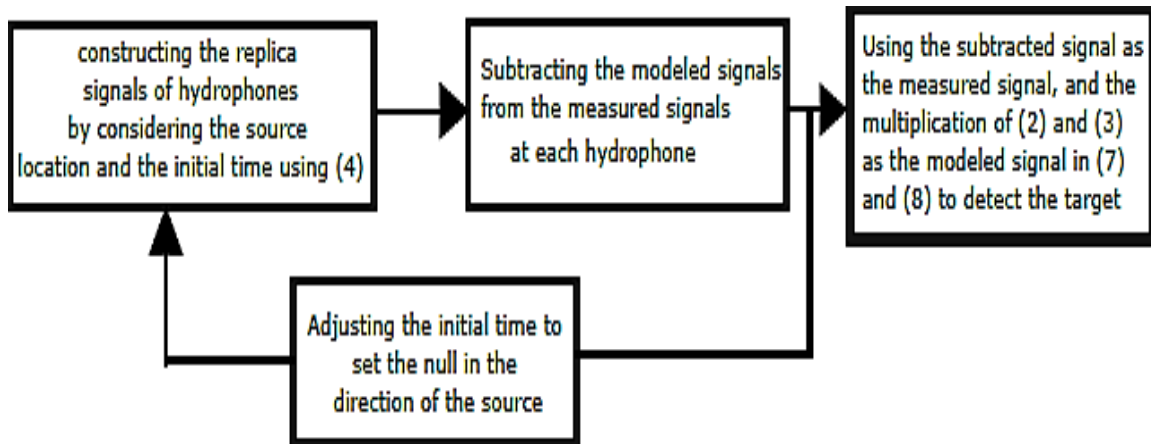 constructing the replica
signals of hydrophones
by considering the source
location and the initial time using (4)
Subtracting the modeled signals
from the measured signals
at each hydrophone
Using the subtracted signal as
the measured signal, and the
multiplication of (2) and (3)
as the modeled signal in (7)
and (8) to detect the target
Adjusting the initial time to
set the null in the
direction of the source